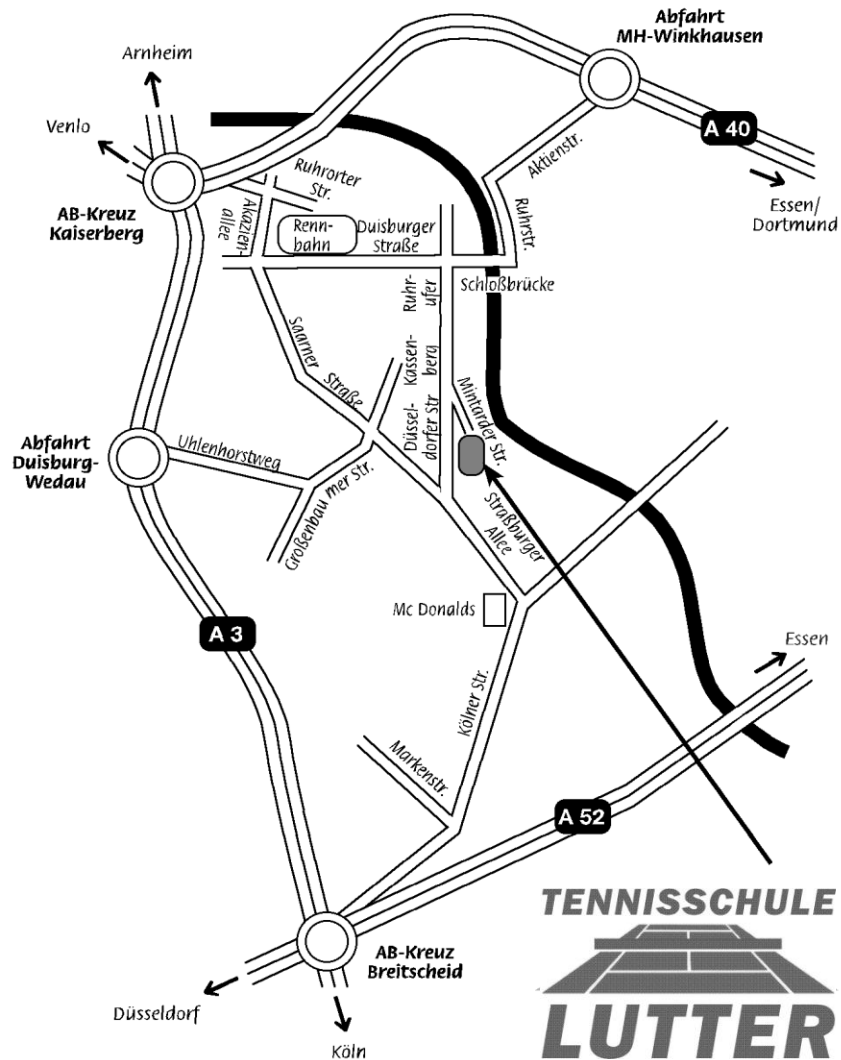 Abfahrt
MH-Winkhausen
Arnheim
Venlo
A 40
Aktienstr.
Ruhrorter
Str.
Essen/
Dortmund
AB-Kreuz
Kaiserberg
Akazien-
allee
Renn-
bahn
Duisburger
Straße
Ruhrstr.
Schloßbrücke
Ruhr-
ufer
Saarner
Straße
Kassen-
berg
Mintarder Str.
Düssel-
dorfer str
Abfahrt
Duisburg-
Wedau
Uhlenhorstweg
Großenbau mer Str.
Straßburger
Allee
Mc Donalds
A 3
Essen
Kölner Str.
Markenstr.
A 52
AB-Kreuz
Breitscheid
Düsseldorf
Köln
TENNISSCHULE
LUTTER